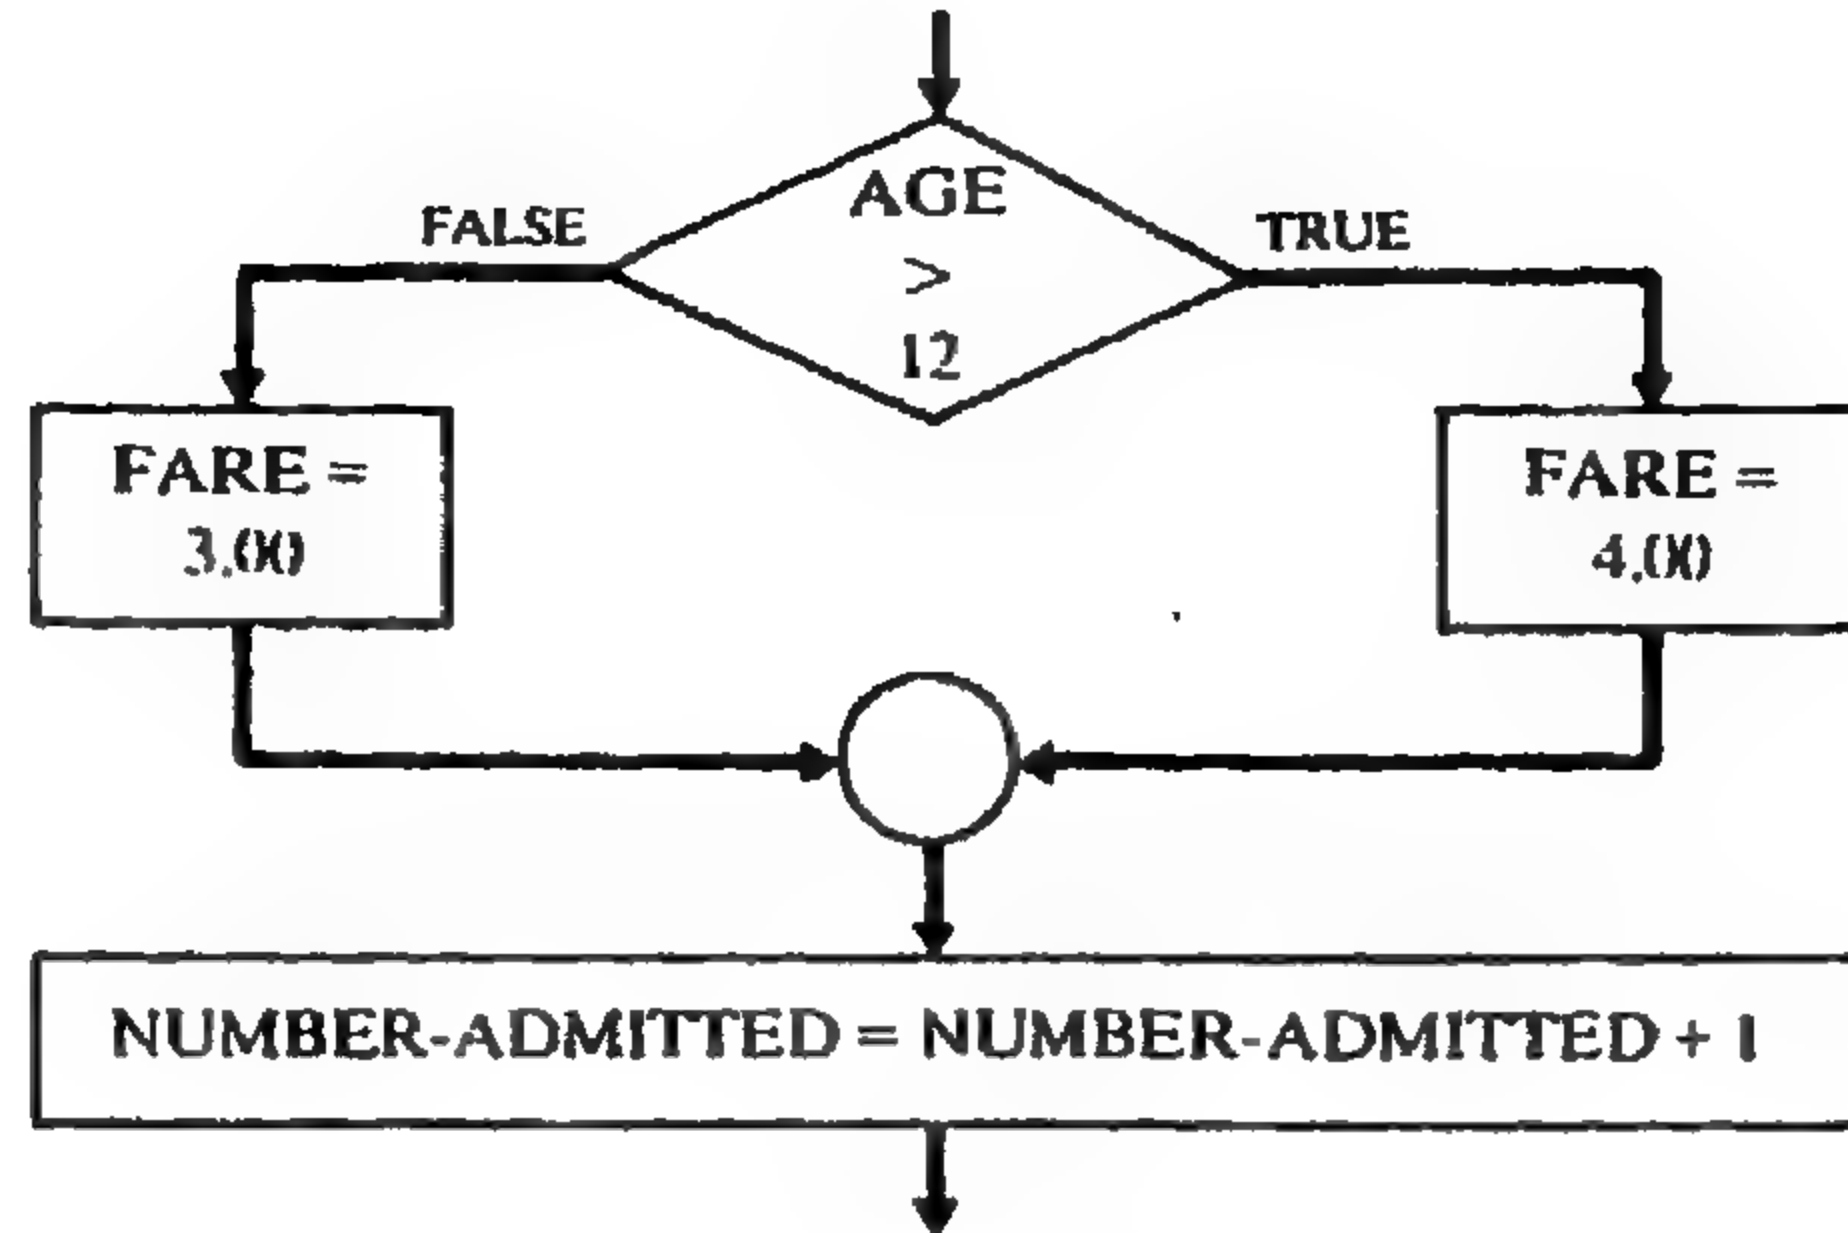 AGE
>
12
FALSE
TRUE
FARE =
3.00
FARE =
4.00
NUMBER-ADMITTED = NUMBER-ADMITTED + 1